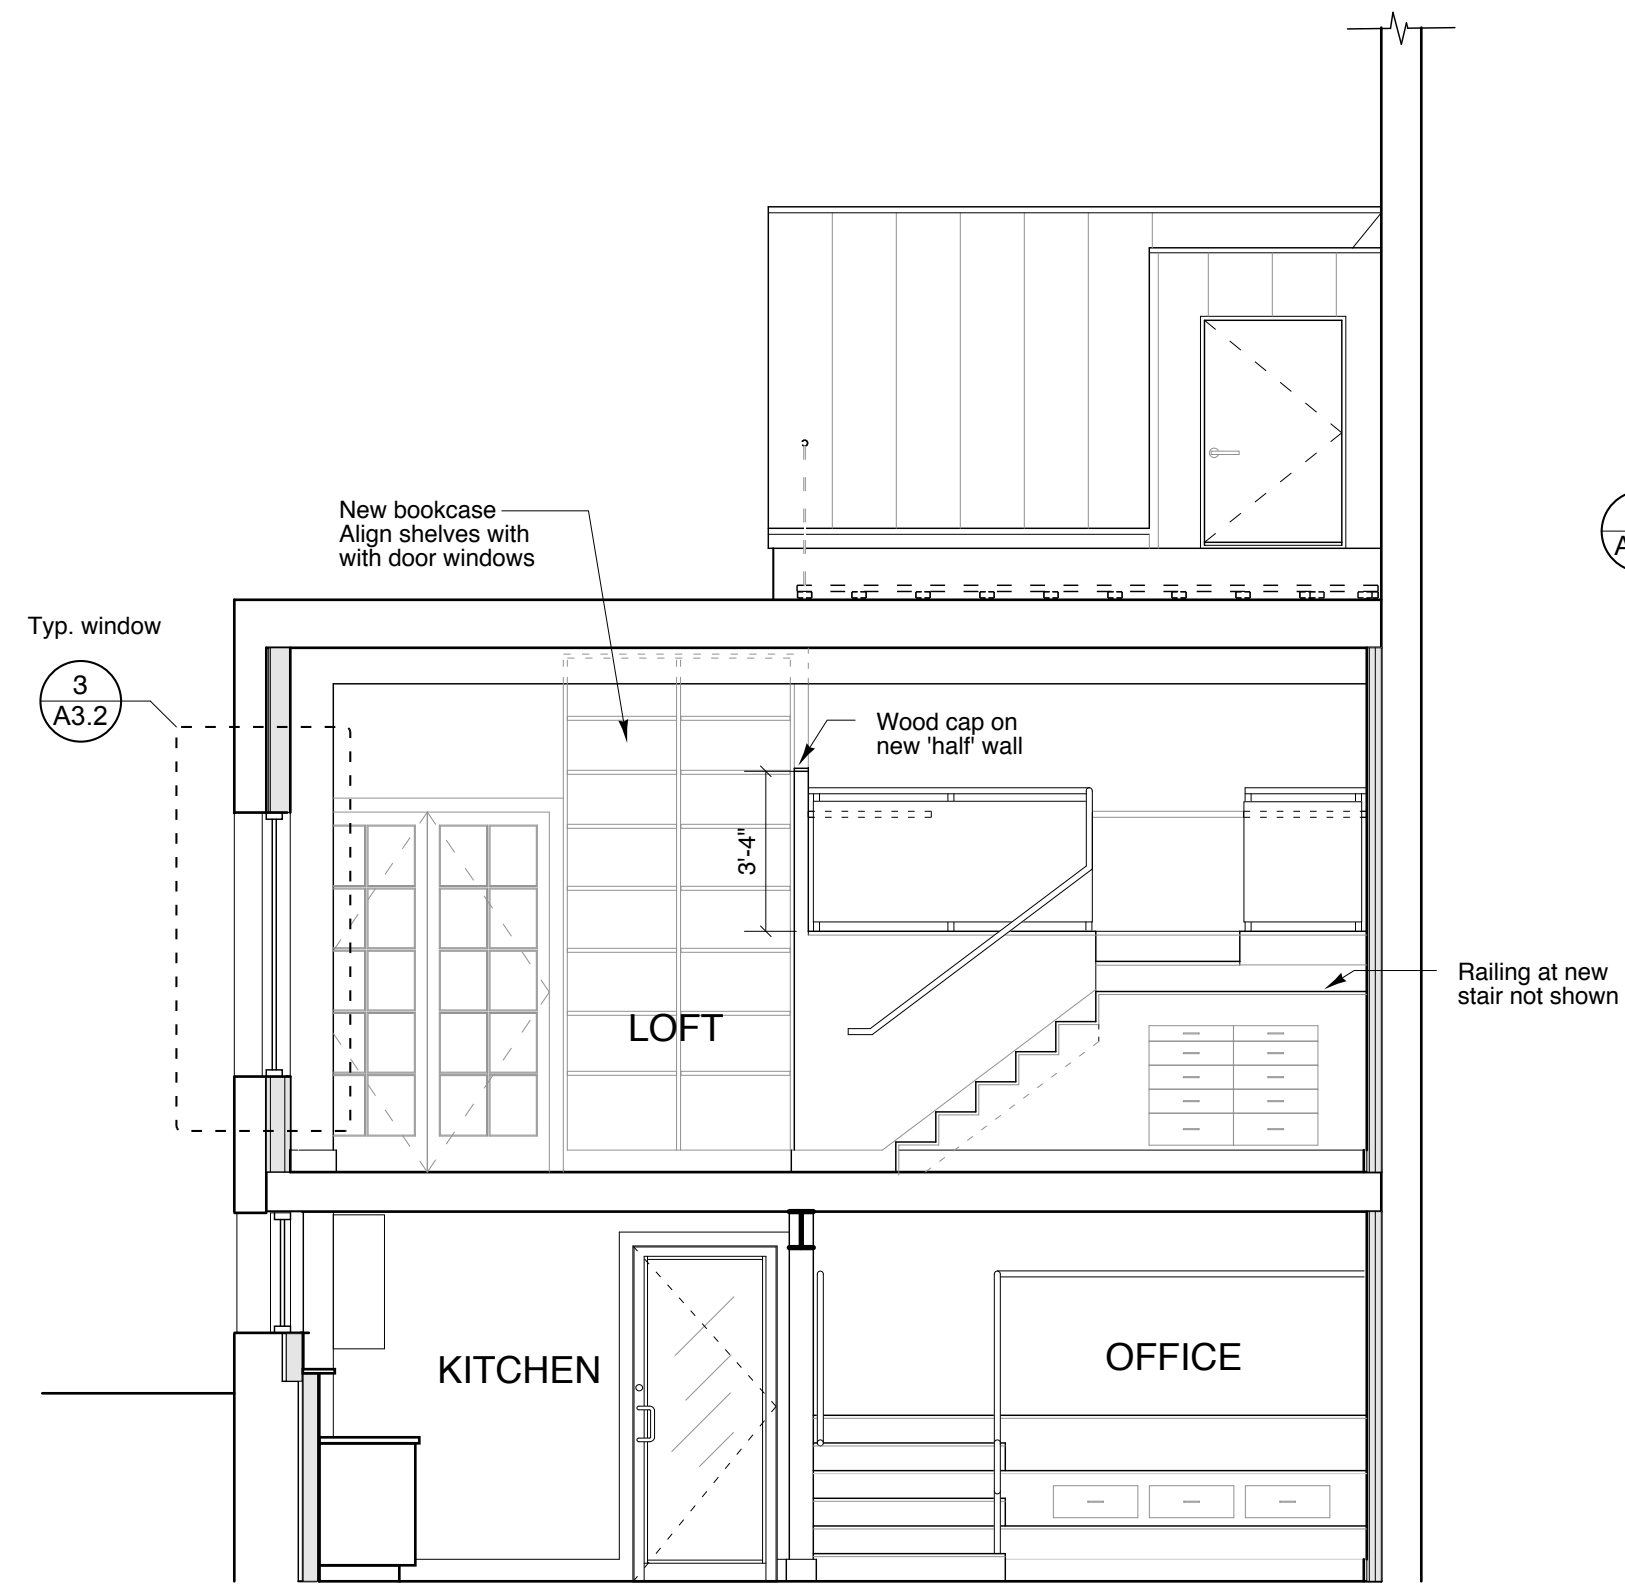 New bookcase
Align shelves with
with door windows
Typ. window
3
A3.2
Wood cap on
new 'half' wall
3'-4"
Railing at new
stair not shown
LOFT
KITCHEN
OFFICE